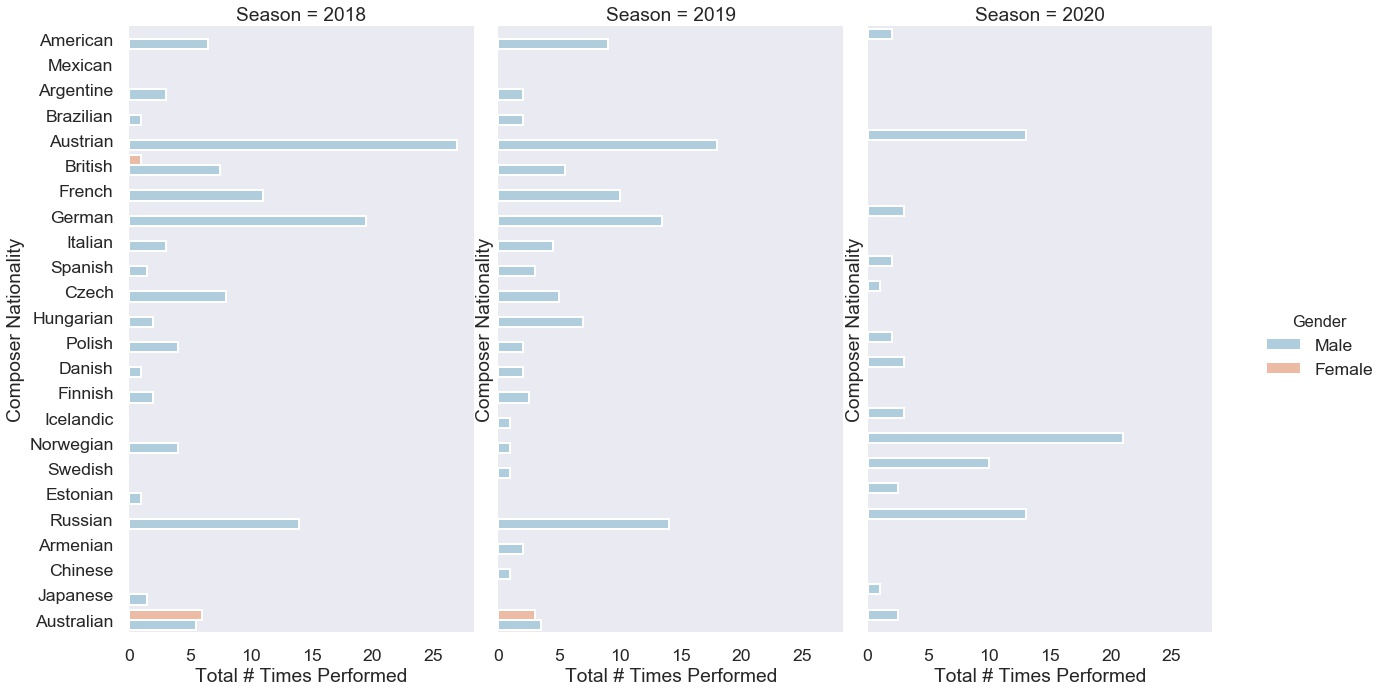 Season = 2018
Season = 2019
Season = 2020
American
Mexican
Argentine
Brazilian
Austrian
British
French
German
Italian
Spanish
Czech
Hungarian
Polish
Danish
Finnish
Icelandic
Norwegian
Swedish
Estonian
Russian
Armenian
Chinese
Japanese
Australian
Composer Nationality
Composer Nationality
Composer Nationality
0 5 10 15 20 25
0 5 10 15 20 25
0 5 10 15 20 25
Total # Times Performed
Total # Times Performed
Total # Times Performed
Gender
Male
Female